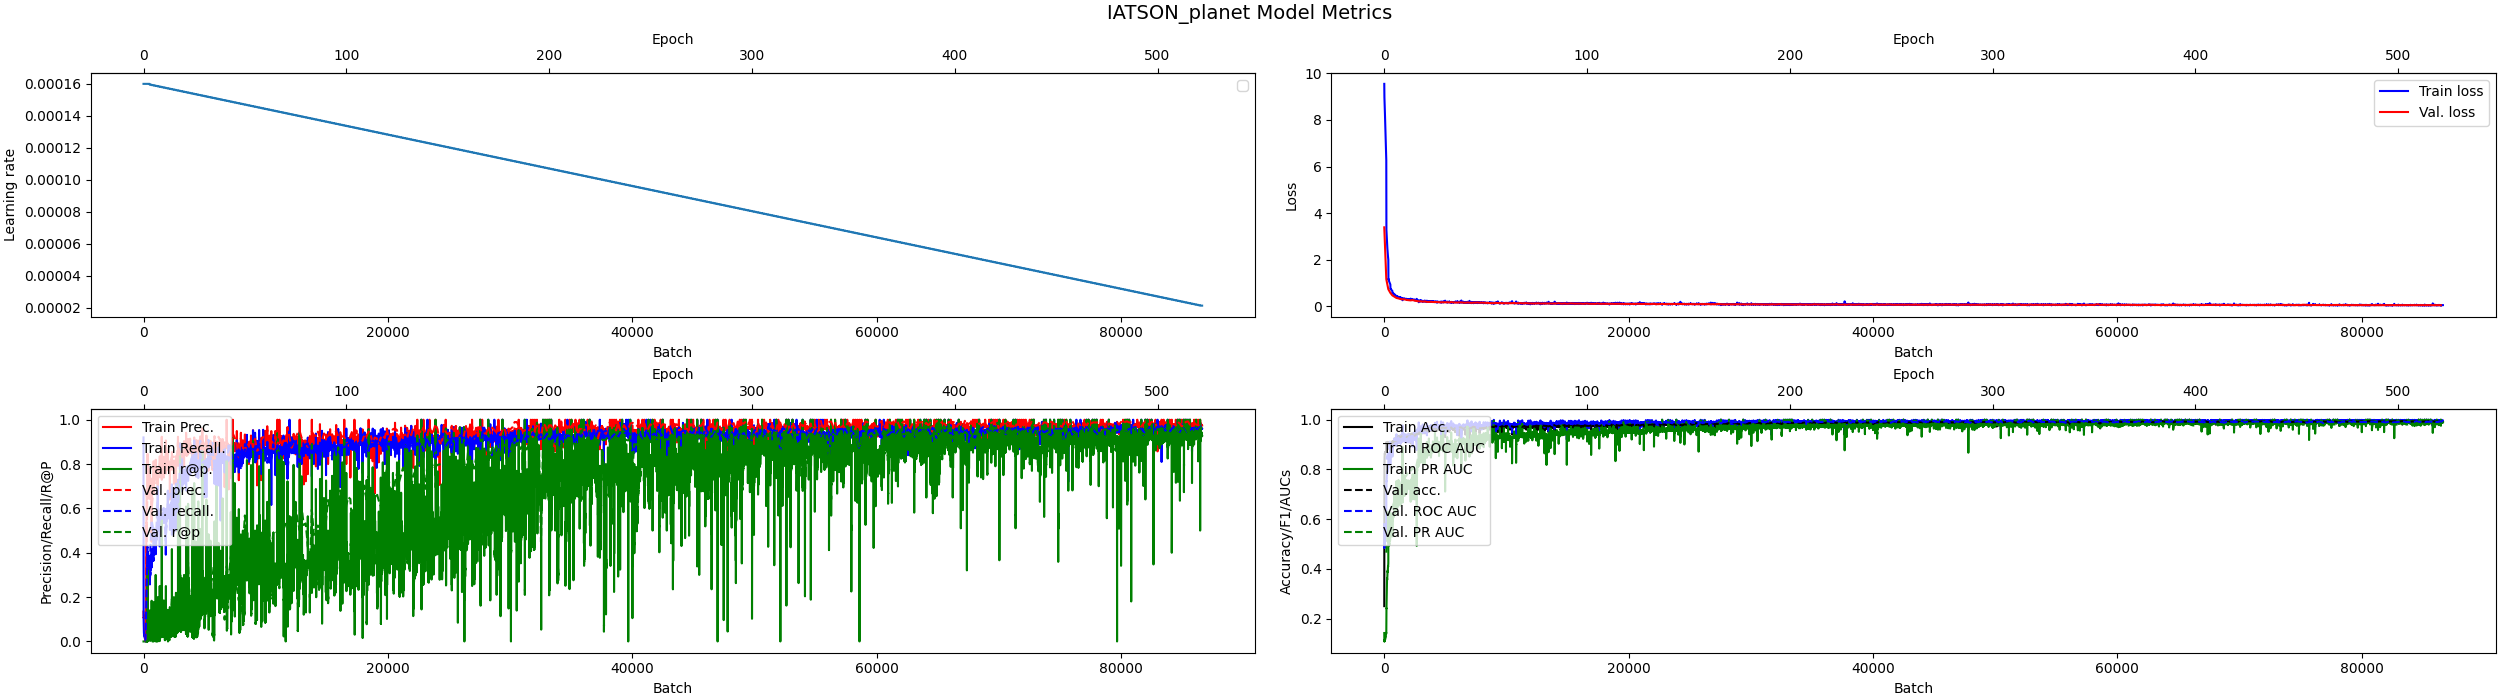 IATSON_planet Model Metrics
Epoch
0 100 200 300 400 500
0.00016
0.00014
0.00012
0.00010
0.00008
0.00006
0.00004
0.00002
Learning rate
0 20000 40000 60000 80000
Batch
Epoch
0 100 200 300 400 500
10
8
6
4
2
0
Loss
Train loss
Val. loss
0 20000 40000 60000 80000
Batch
Epoch
0 100 200 300 400 500
1.0
0.8
0.6
0.4
0.2
0.0
Precision/Recall/R@P
Train Prec.
Train Recall.
Train r@p.
Val. prec.
Val. recall.
Val. r@p
0 20000 40000 60000 80000
Batch
Epoch
0 100 200 300 400 500
1.0
0.8
0.6
0.4
0.2
Accuracy/F1/AUCs
Train Acc.
Train ROC AUC
Train PR AUC
Val. acc.
Val. ROC AUC
Val. PR AUC
0 20000 40000 60000 80000
Batch